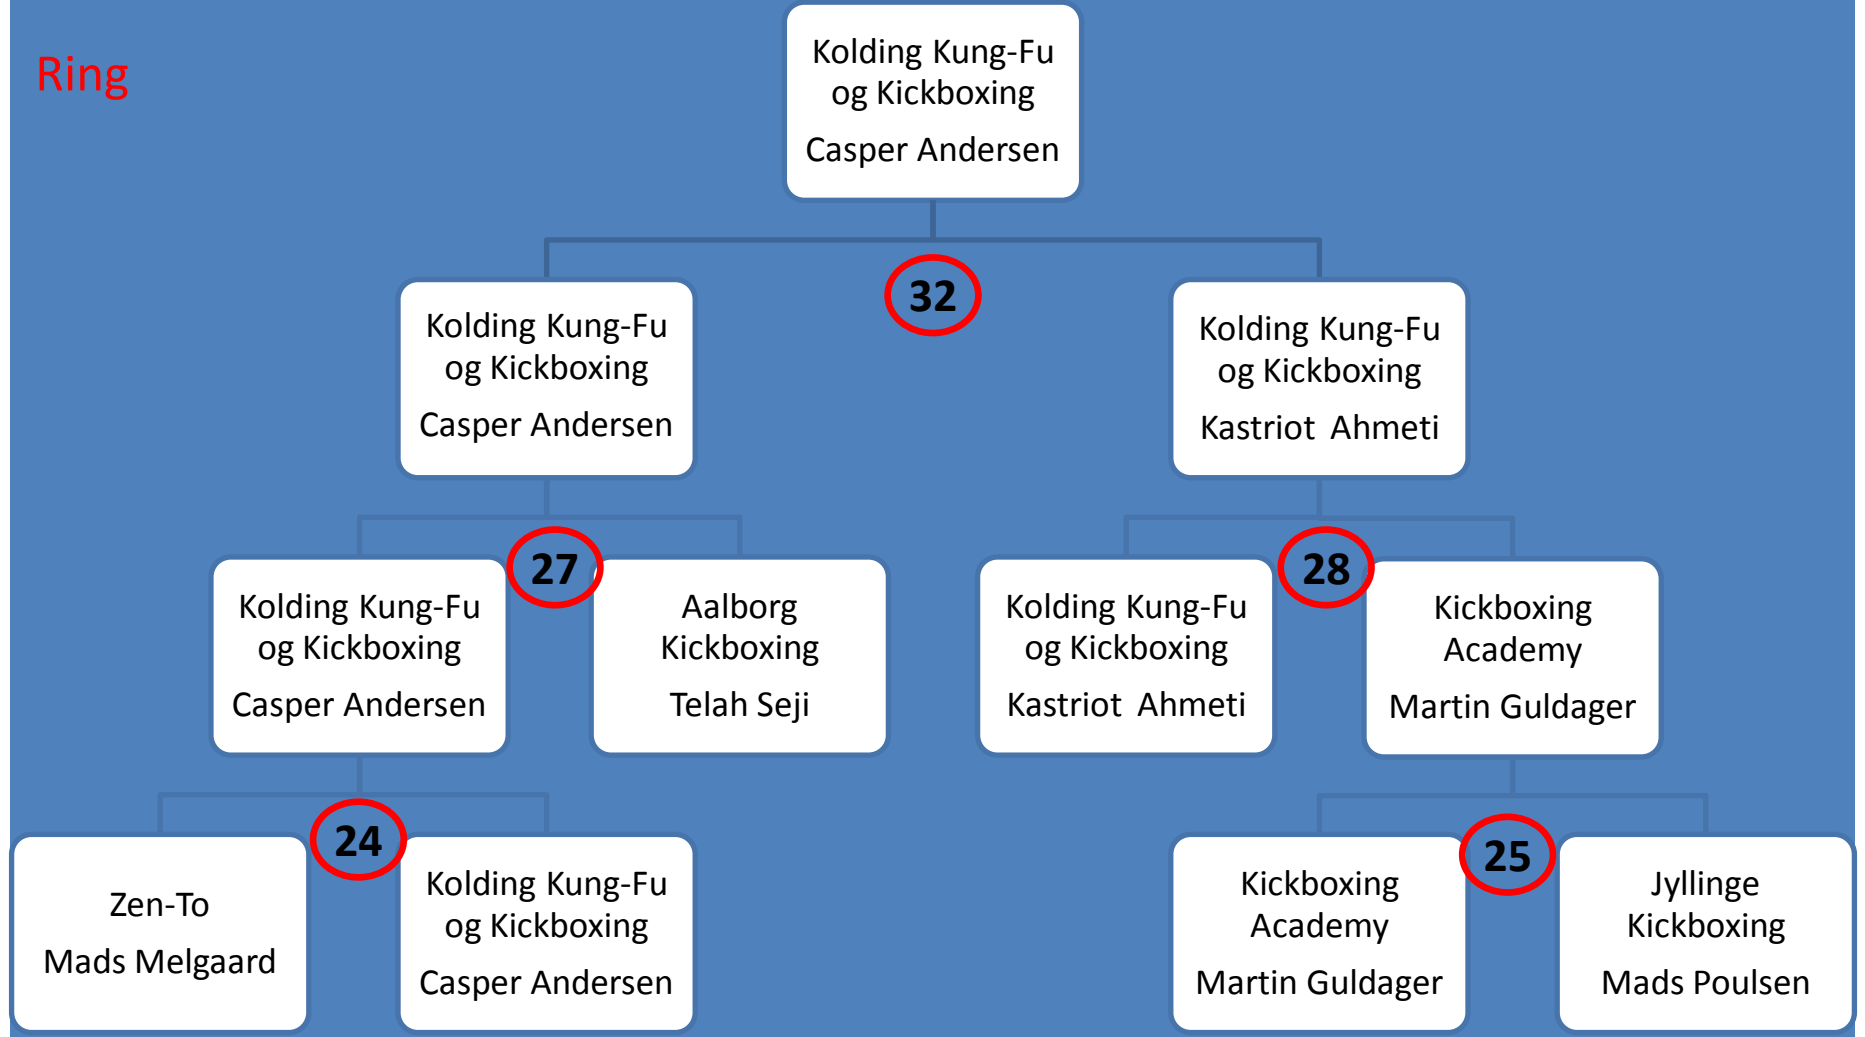 Ring
Kolding Kung-Fu
og Kickboxing
Casper Andersen
32
Kolding Kung-Fu
og Kickboxing
Casper Andersen
Kolding Kung-Fu
og Kickboxing
Kastriot Ahmeti
27
28
Kolding Kung-Fu
og Kickboxing
Casper Andersen
Aalborg
Kickboxing
Telah Seji
Kolding Kung-Fu
og Kickboxing
Kastriot Ahmeti
Kickboxing
Academy
Martin Guldager
24
25
Zen-To
Mads Melgaard
Kolding Kung-Fu
og Kickboxing
Casper Andersen
Kickboxing
Academy
Martin Guldager
Jyllinge
Kickboxing
Mads Poulsen